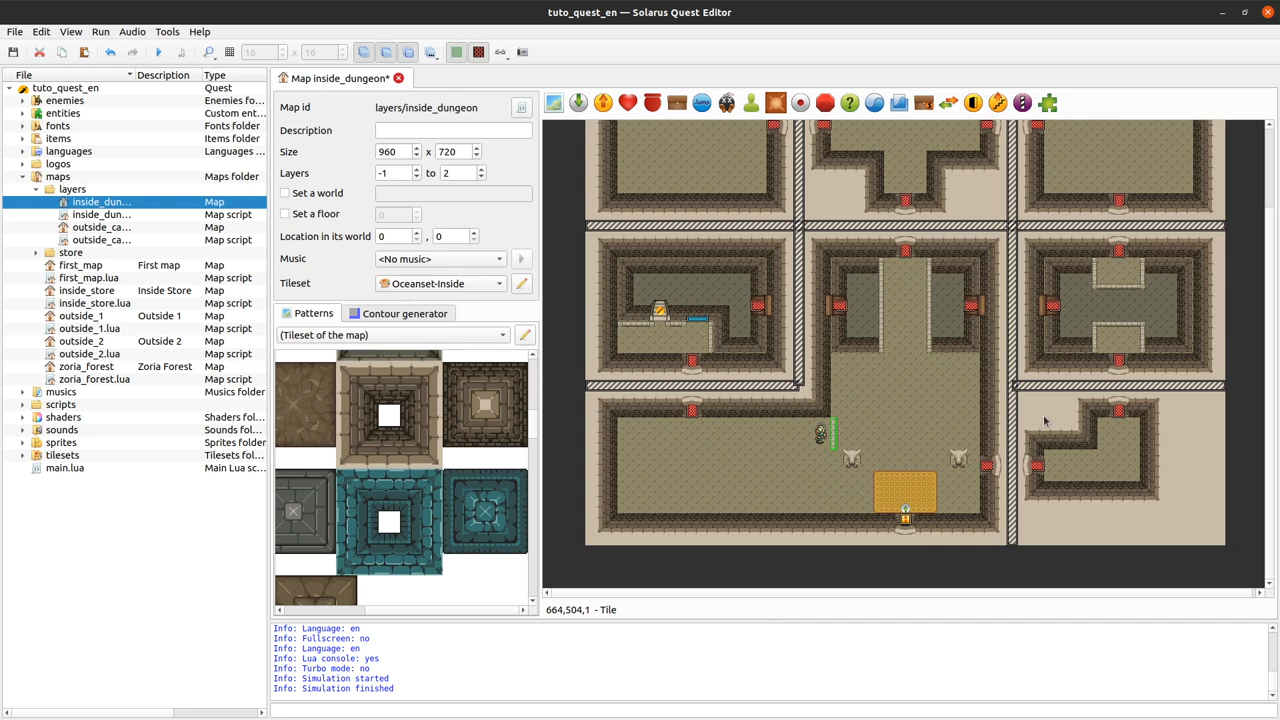 tuto_quest_en — Solarus Quest Editor
File Edit View Run Audio Tools Help
16 x 16
File Description Type
tuto_quest_en Quest
enemies Enemies fo...
entities Custom ent...
fonts Fonts folder
items Items folder
languages Languages ...
logos
maps Maps folder
layers
inside_dun... Map
inside_dun... Map script
outside_ca... Map
outside_ca... Map script
store
first_map First map Map
first_map.lua Map script
inside_store Inside Store Map
inside_store.lua Map script
outside_1 Outside 1 Map
outside_1.lua Map script
outside_2 Outside 2 Map
outside_2.lua Map script
zoria_forest Zoria Forest Map
zoria_forest.lua Map script
musics Musics folder
scripts
shaders Shaders fol...
sounds Sounds folder
sprites Sprites folder
tilesets Tilesets fol...
main.lua Main Lua sc...
Map inside_dungeon*
Map id layers/inside_dungeon
Description
Size 960 x 720
Layers -1 to 2
Set a world
Set a floor 0
Location in its world 0 , 0
Music <No music>
Tileset Oceanset-Inside
Patterns Contour generator
(Tileset of the map)
Jump
664,504,1 - Tile
Info: Language: en
Info: Fullscreen: no
Info: Language: en
Info: Lua console: yes
Info: Turbo mode: no
Info: Simulation started
Info: Simulation finished